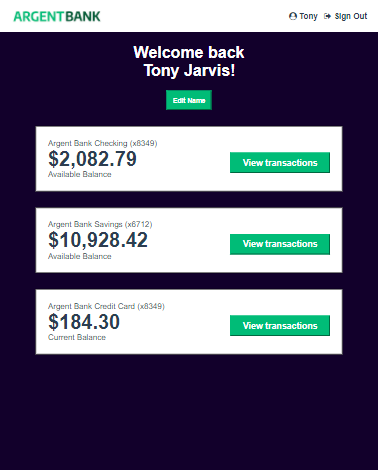 ARGENTBANK
Tony Sign Out
Welcome back
Tony Jarvis!
Edit Name
Argent Bank Checking (x8349)
$2,082.79
Available Balance
View transactions
Argent Bank Savings (x6712)
$10,928.42
Available Balance
View transactions
Argent Bank Credit Card (x8349)
$184.30
Current Balance
View transactions